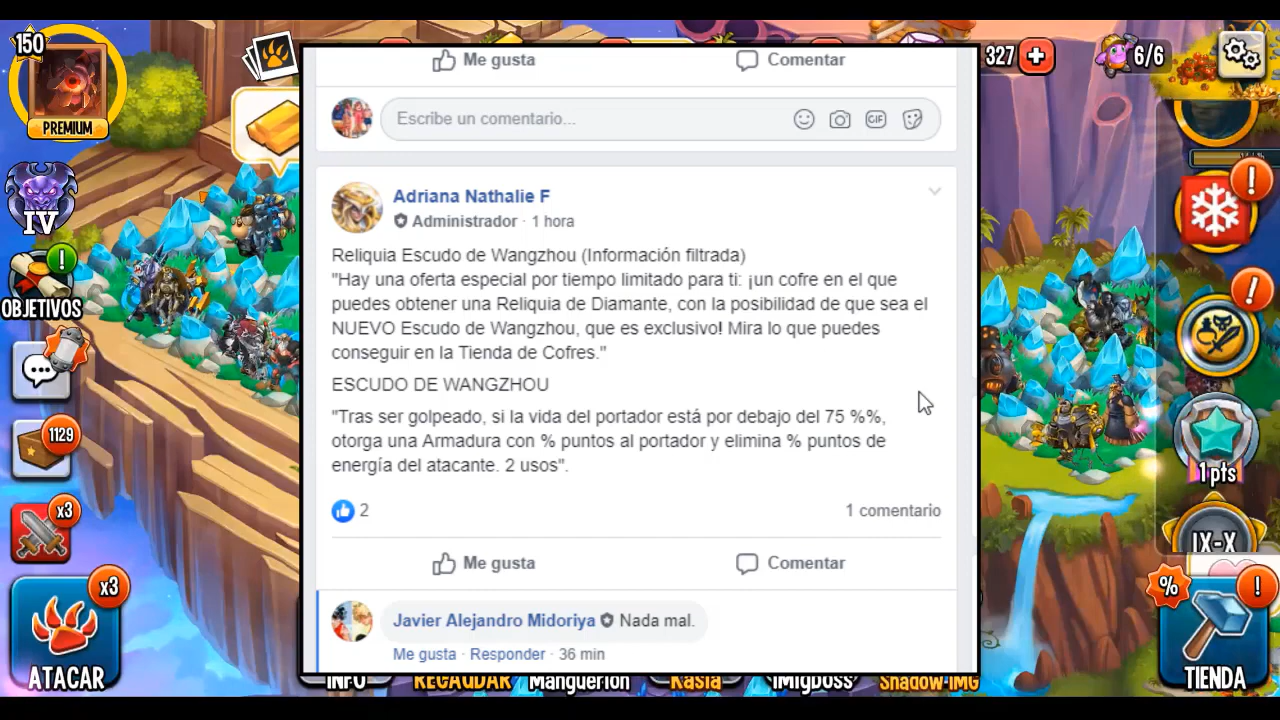 150
PREMIUM
327
6/6
Me gusta
Comentar
Escribe un comentario...
GIF
IV
Adriana Nathalie F
Administrador · 1 hora
Reliquia Escudo de Wangzhou (Información filtrada)
"Hay una oferta especial por tiempo limitado para ti: ¡un cofre en el que
puedes obtener una Reliquia de Diamante, con la posibilidad de que sea el
NUEVO Escudo de Wangzhou, que es exclusivo! Mira lo que puedes
conseguir en la Tienda de Cofres."
ESCUDO DE WANGZHOU
"Tras ser golpeado, si la vida del portador está por debajo del 75 %%,
otorga una Armadura con % puntos al portador y elimina % puntos de
energía del atacante. 2 usos".
2
1 comentario
Me gusta
Comentar
Javier Alejandro Midoriya Nada mal.
Me gusta · Responder · 36 min
OBJETIVOS
1129
x3
x3
ATACAR
1 pts
IX-X
%
!
TIENDA
INFO
RECAUDAR
Manguerion
Kasia
iMigboss
Shadow-IMG